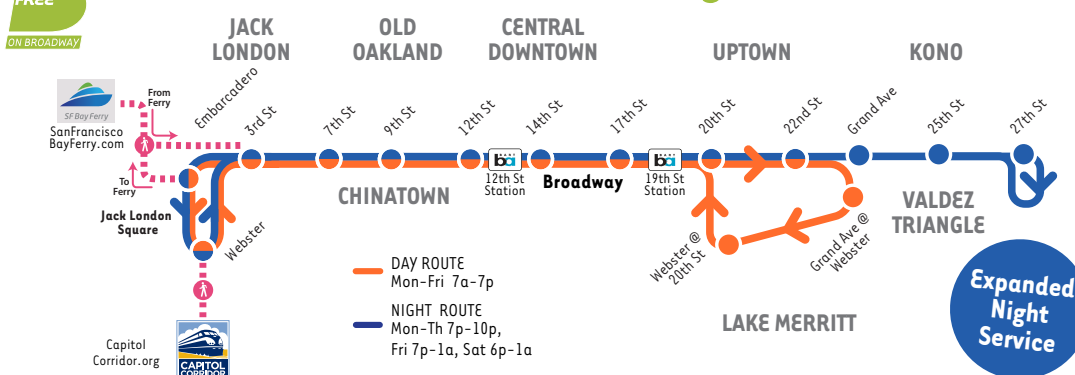 FREE
ON BROADWAY
JACK
LONDON
OLD
OAKLAND
CENTRAL
DOWNTOWN
UPTOWN
KONO
SF Bay Ferry
SanFrancisco
BayFerry.com
From
Ferry
To
Ferry
Embarcadero
3rd St
7th St
9th St
12th St
14th St
17th St
20th St
22nd St
Grand Ave
25th St
27th St
ba
12th St
Station
Broadway
ba
19th St
Station
CHINATOWN
Jack London
Square
Webster
Webster @
20th St
Grand Ave @
Webster
VALDEZ
TRIANGLE
LAKE MERRITT
DAY ROUTE
Mon-Fri 7a-7p
NIGHT ROUTE
Mon-Th 7p-10p,
Fri 7p-1a, Sat 6p-1a
Capitol
Corridor.org
CAPITOL
CORRIDOR
Expanded
Night
Service